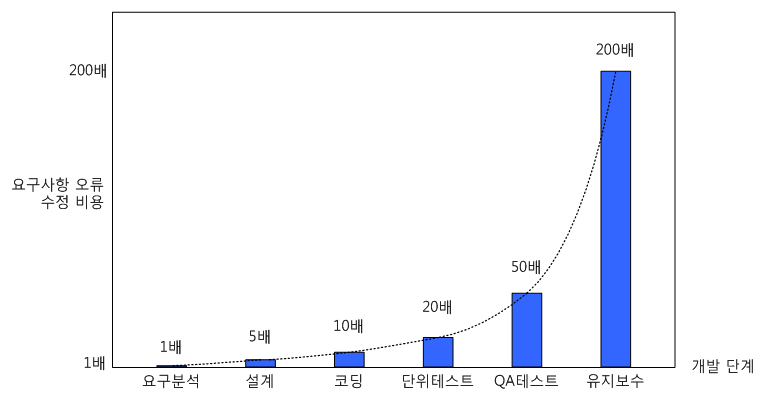 200배
200배
요구사항 오류
수정 비용
50배
20배
10배
5배
1배
1배
개발 단계
요구분석 설계 코딩 단위테스트 QA테스트 유지보수